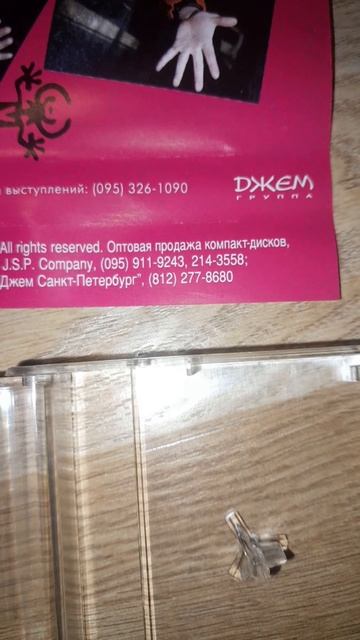 выступлений: (095) 326-1090
ДЖЕМ
ГРУППА
All rights reserved. Оптовая продажа компакт-дисков,
J.S.P. Company, (095) 911-9243, 214-3558;
Джем Санкт-Петербург", (812) 277-8680